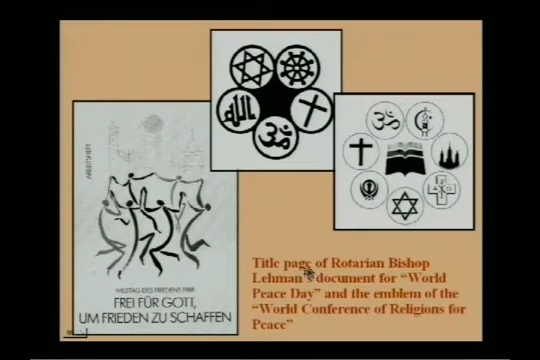 ARBEITSHEFT
WELTTAG DES FRIEDENS 1988
FREI FÜR GOTT,
UM FRIEDEN ZU SCHAFFEN
Title page of Rotarian Bishop
Lehman's document for “World
Peace Day” and the emblem of the
“World Conference of Religions for
Peace”